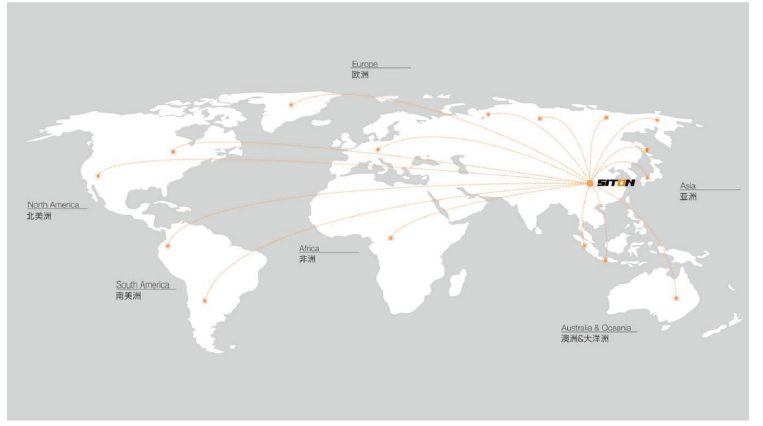 Europe
欧洲
SITON
Asia
亚洲
North America
北美洲
Africa
非洲
South America
南美洲
Australia & Oceania
澳洲&大洋洲